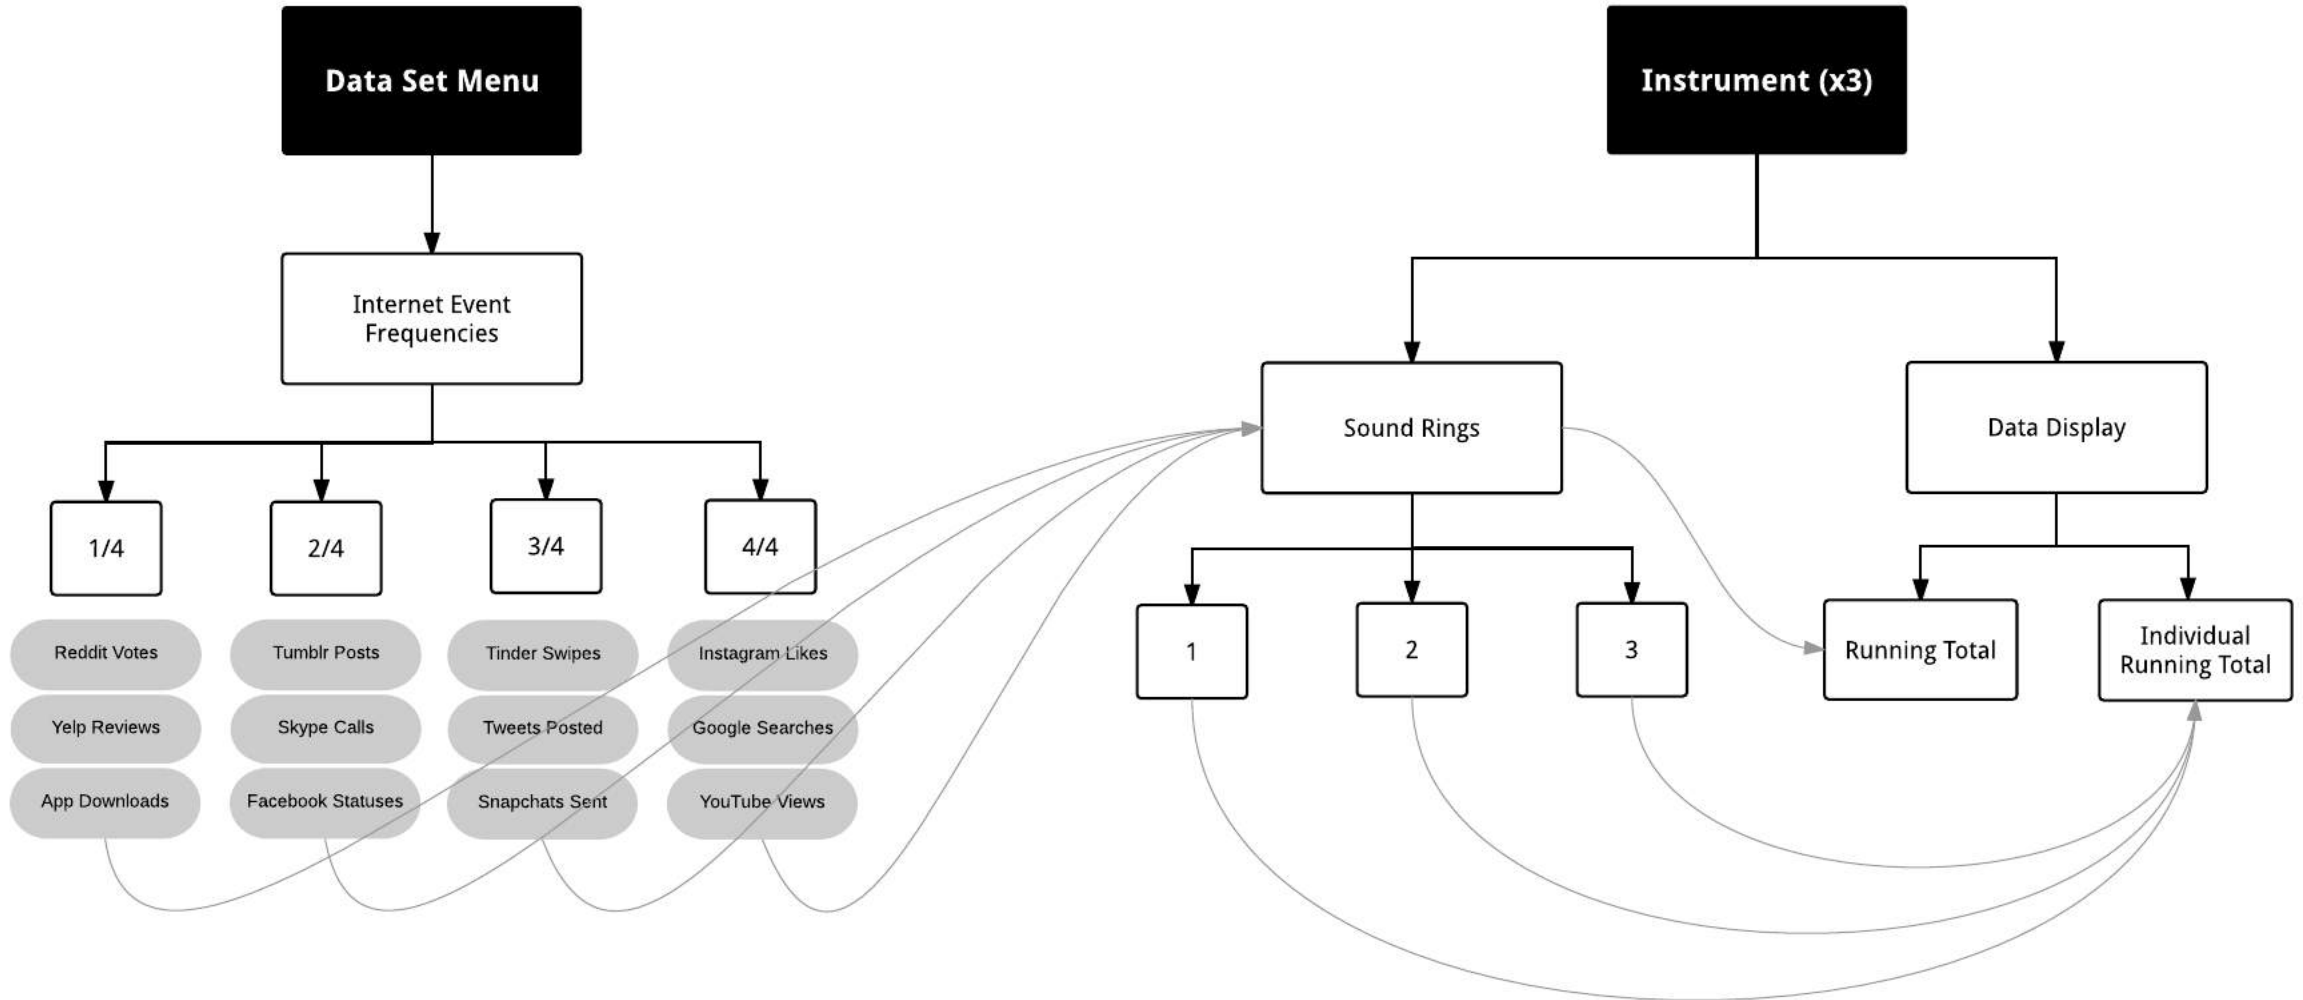 Data Set Menu
Instrument (x3)
Internet Event
Frequencies
Sound Rings
Data Display
1/4
2/4
3/4
4/4
1
2
3
Running Total
Individual
Running Total
Reddit Votes
Tumblr Posts
Tinder Swipes
Instagram Likes
Yelp Reviews
Skype Calls
Tweets Posted
Google Searches
App Downloads
Facebook Statuses
Snapchats Sent
YouTube Views